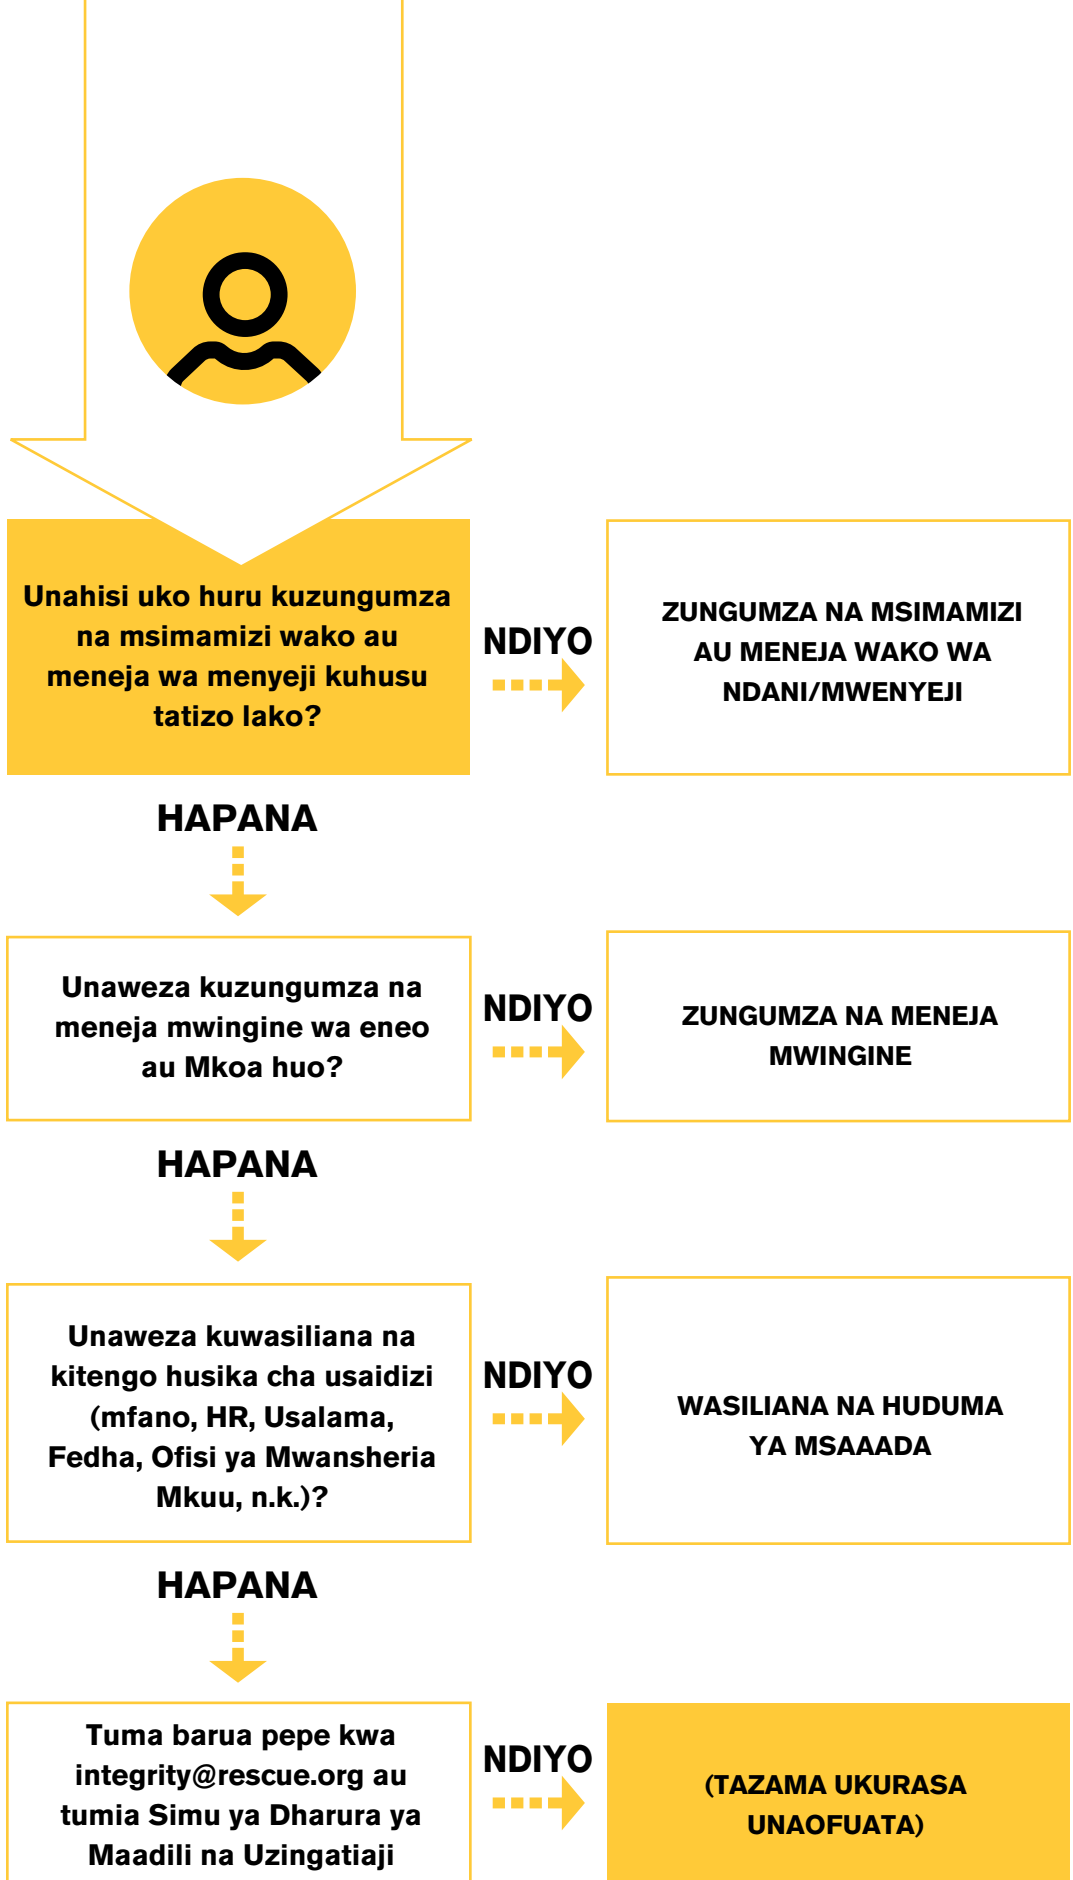 Unahisi uko huru kuzungumza
na msimamizi wako au
meneja wa menyeji kuhusu
tatizo lako?
NDIYO
ZUNGUMZA NA MSIMAMIZI
AU MENEJA WAKO WA
NDANI/MWENYEJI
HAPANA
Unaweza kuzungumza na
meneja mwingine wa eneo
au Mkoa huo?
NDIYO
ZUNGUMZA NA MENEJA
MWINGINE
HAPANA
Unaweza kuwasiliana na
kitengo husika cha usaidizi
(mfano, HR, Usalama,
Fedha, Ofisi ya Mwansheria
Mkuu, n.k.)?
NDIYO
WASILIANA NA HUDUMA
YA MSAAADA
HAPANA
Tuma barua pepe kwa
integrity@rescue.org au
tumia Simu ya Dharura ya
Maadili na Uzingatiaji
NDIYO
(TAZAMA UKURASA
UNAOFUATA)